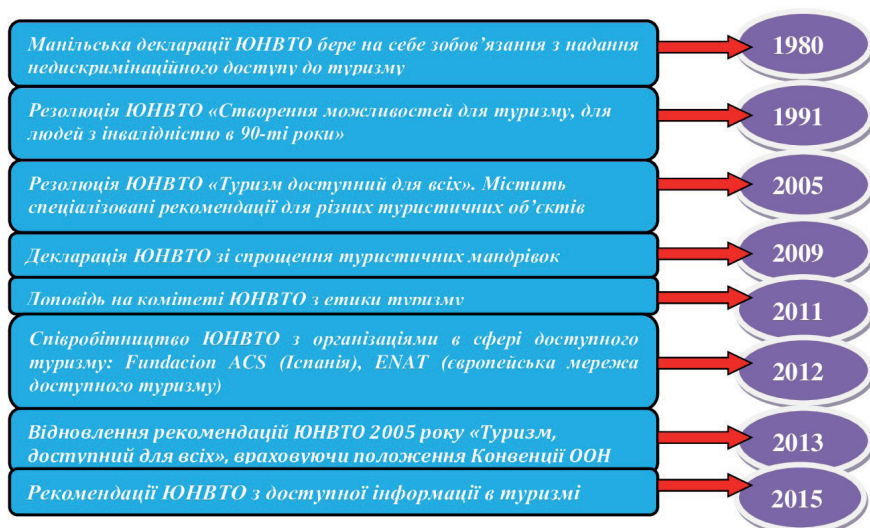 Манільська декларації ЮНВТО бере на себе зобов’язання з надання
недискримінаційного доступу до туризму
1980
Резолюція ЮНВТО «Створення можливостей для туризму, для
людей з інвалідністю в 90-ті роки»
1991
Резолюція ЮНВТО «Туризм доступний для всіх». Містить
спеціалізовані рекомендації для різних туристичних об’єктів
2005
Декларація ЮНВТО зі спрощення туристичних мандрівок
2009
Доповідь на комітеті ЮНВТО з етики туризму
2011
Співробітництво ЮНВТО з організаціями в сфері доступного
туризму: Fundacion ACS (Іспанія), ENAT (європейська мережа
доступного туризму)
2012
Відновлення рекомендацій ЮНВТО 2005 року «Туризм,
доступний для всіх», враховуючи положення Конвенції ООН
2013
Рекомендації ЮНВТО з доступної інформації в туризмі
2015